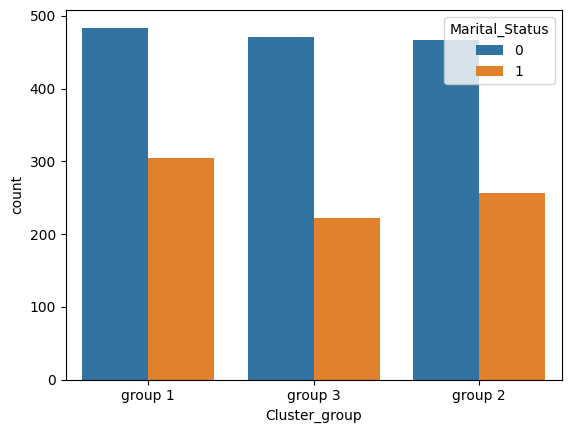 500
400
300
200
100
0
count
group 1
group 3
group 2
Cluster_group
Marital_Status
0
1